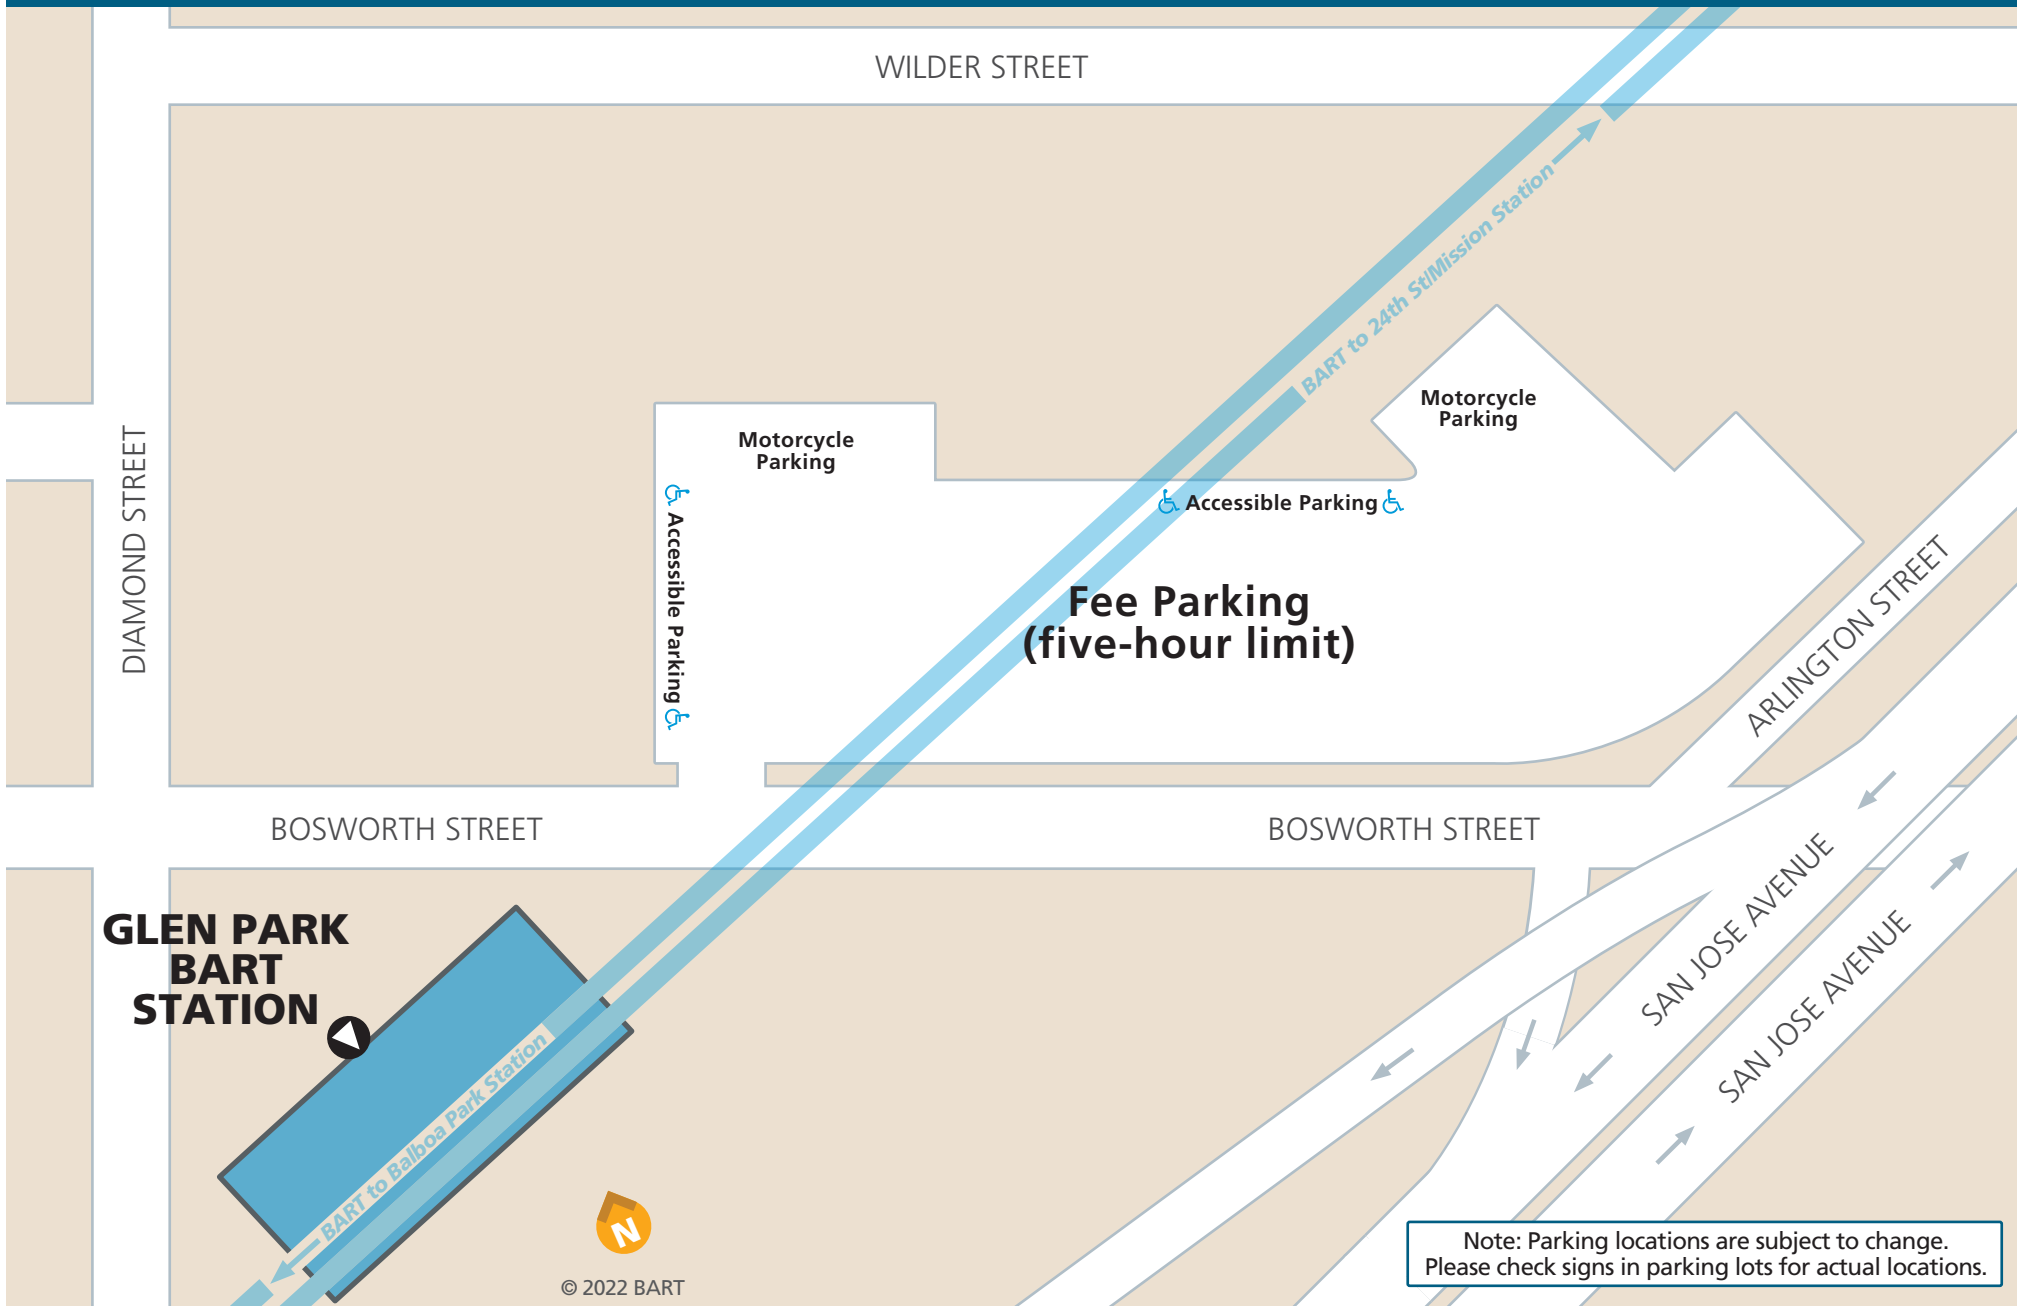 WILDER STREET
BART to 24th St/Mission Station
Motorcycle
Parking
Motorcycle
Parking
DIAMOND STREET
Accessible Parking
Accessible Parking
Fee Parking
(five-hour limit)
ARLINGTON STREET
BOSWORTH STREET
BOSWORTH STREET
SAN JOSE AVENUE
SAN JOSE AVENUE
GLEN PARK
BART
STATION
BART to Balboa Park Station
N
© 2022 BART
Note: Parking locations are subject to change.
Please check signs in parking lots for actual locations.